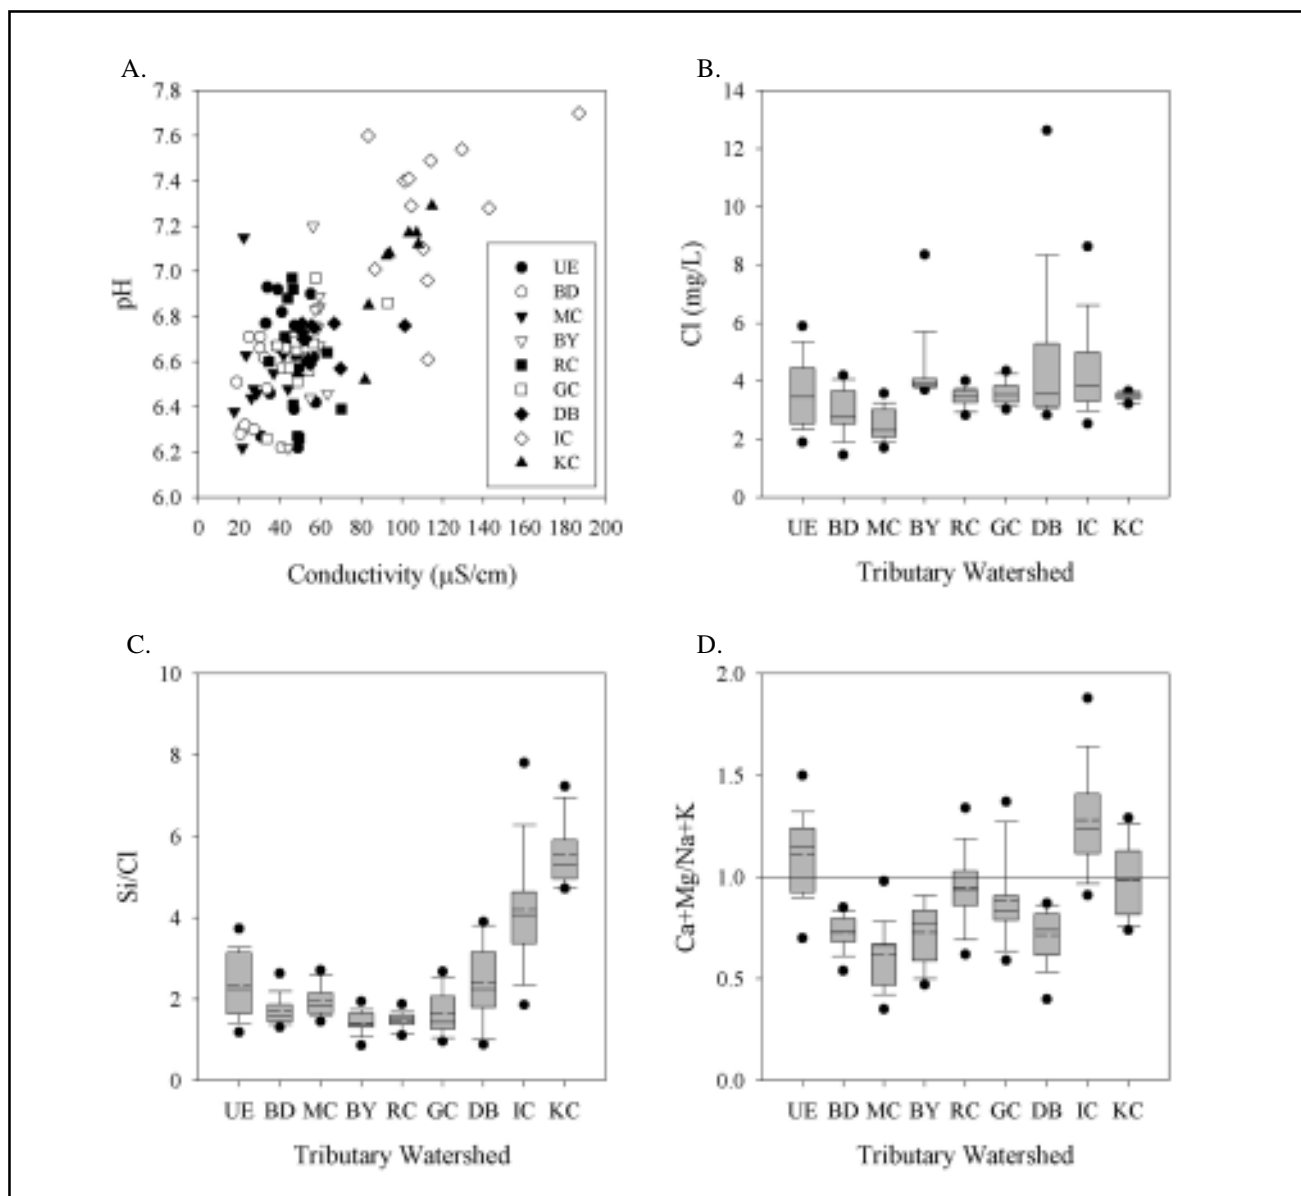 A.
7.8
7.6
7.4
7.2
7.0
6.8
6.6
6.4
6.2
6.0
pH
0 20 40 60 80 100 120 140 160 180 200
Conductivity (µS/cm)
UE
BD
MC
BY
RC
GC
DB
IC
KC
B.
14
12
10
8
6
4
2
0
Cl (mg/L)
UE BD MC BY RC GC DB IC KC
Tributary Watershed
C.
10
8
6
4
2
0
Si/Cl
UE BD MC BY RC GC DB IC KC
Tributary Watershed
D.
2.0
1.5
1.0
0.5
0.0
Ca+Mg/Na+K
UE BD MC BY RC GC DB IC KC
Tributary Watershed